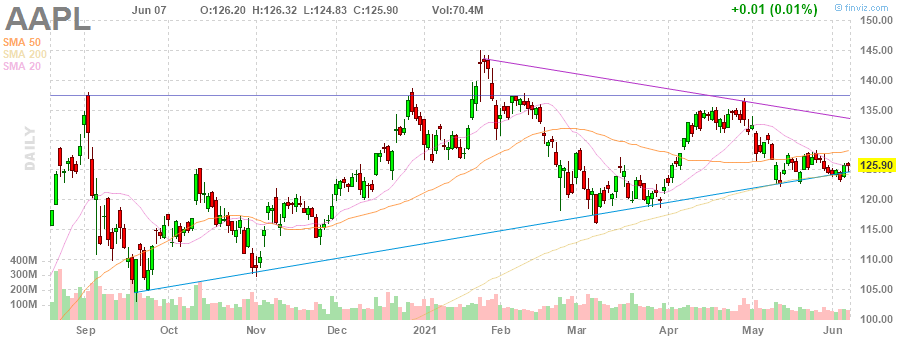 AAPL Jun 07 O:126.20 H:126.32 L:124.83 C:125.90 Vol:70.4M +0.01 (0.01%) © finviz.com
SMA 50
SMA 200
SMA 20
DAILY
150.00
145.00
140.00
135.00
130.00
125.90
120.00
115.00
110.00
105.00
100.00
400M
300M
200M
100M
Sep Oct Nov Dec 2021 Feb Mar Apr May Jun